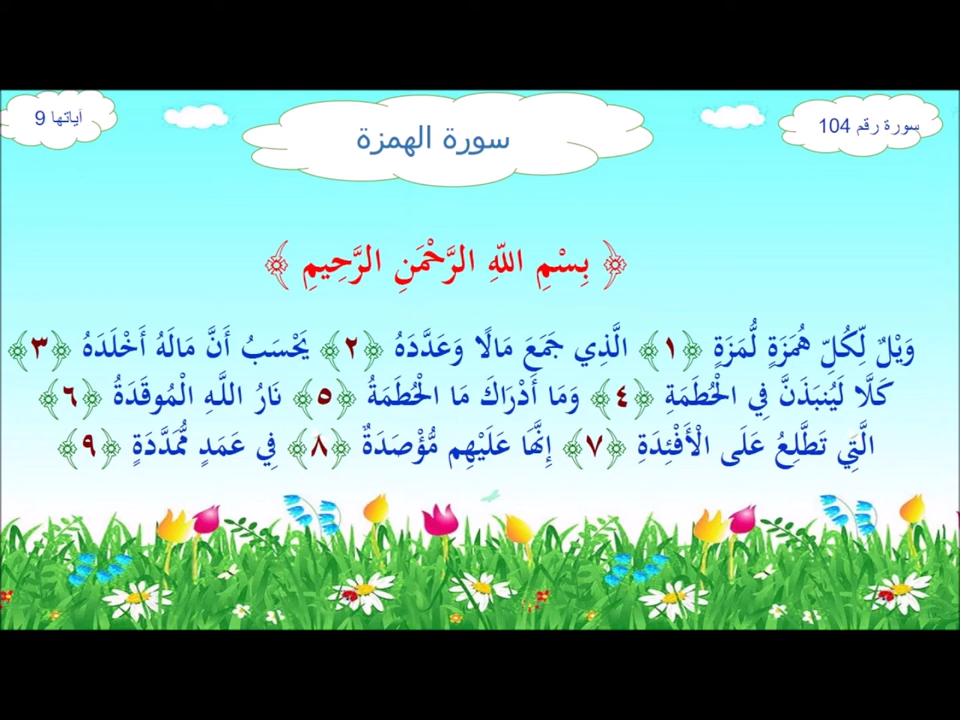 سورة رقم 104
سورة الهمزة
آياتها 9
﴿ بِسْمِ اللَّهِ الرَّحْمَنِ الرَّحِيمِ ﴾
وَيْلٌ لِّكُلِّ هُمَزَةٍ لُّمَزَةٍ ﴿١﴾ الَّذِي جَمَعَ مَالًا وَعَدَّدَهُ ﴿٢﴾ يَحْسَبُ أَنَّ مَالَهُ أَخْلَدَهُ ﴿٣﴾
كَلَّا لَيُنبَذَنَّ فِي الْحُطَمَةِ ﴿٤﴾ وَمَا أَدْرَاكَ مَا الْحُطَمَةُ ﴿٥﴾ نَارُ اللَّهِ الْمُوقَدَةُ ﴿٦﴾
الَّتِي تَطَّلِعُ عَلَى الْأَفْئِدَةِ ﴿٧﴾ إِنَّهَا عَلَيْهِم مُّؤْصَدَةٌ ﴿٨﴾ فِي عَمَدٍ مُّمَدَّدَةٍ ﴿٩﴾